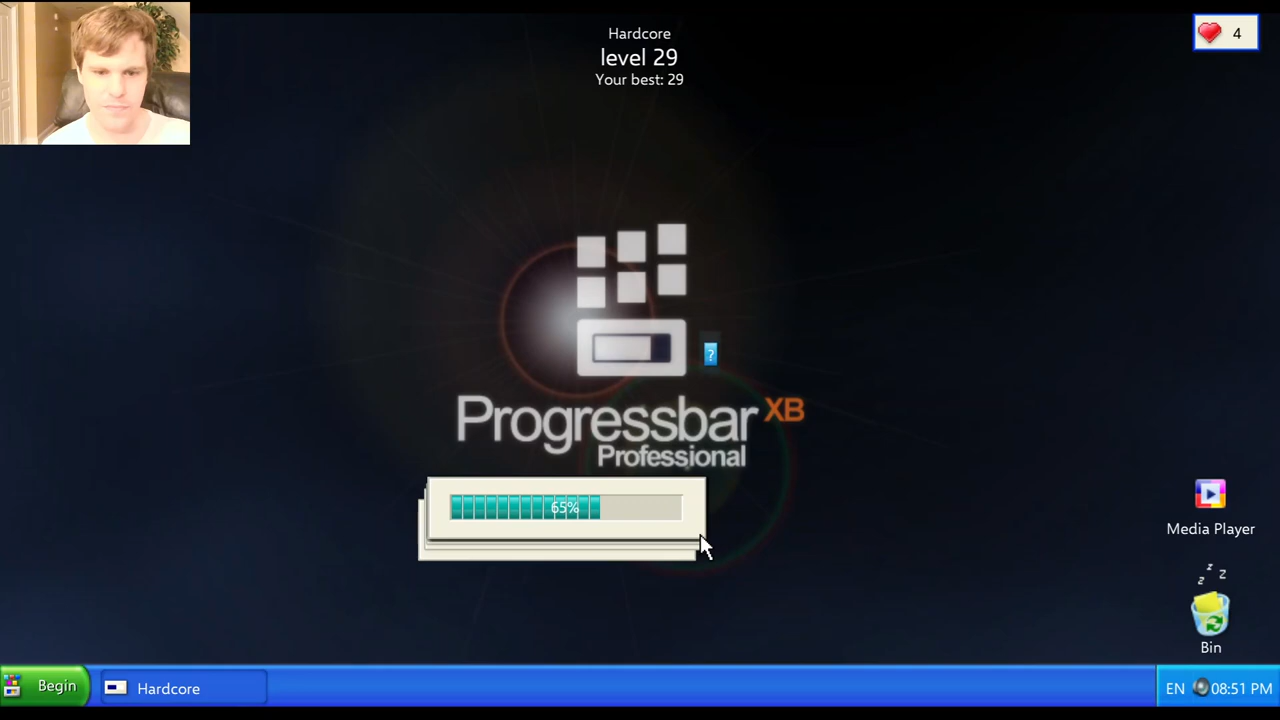 Hardcore
level 29
Your best: 29
4
?
Progressbar XB
Professional
65%
Media Player
z z z
Bin
Begin
Hardcore
EN 08:51 PM